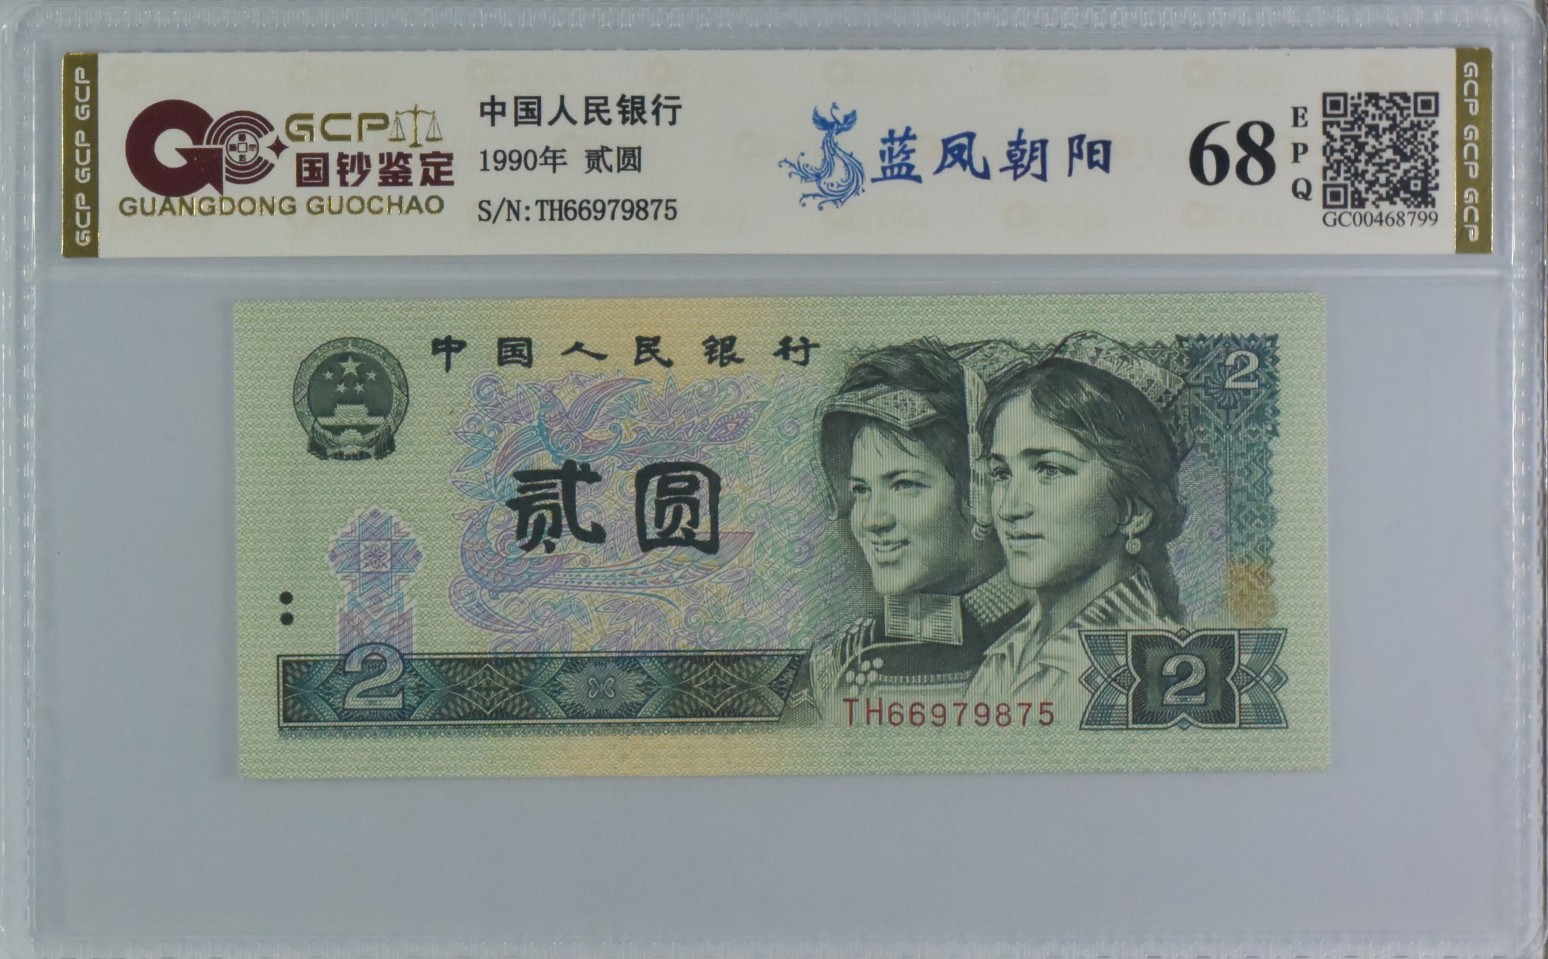 GCP GCP GCP
GCP
国钞鉴定
GUANGDONG GUOCHAO
中国人民银行
1990年 贰圆
S/N:TH66979875
蓝凤朝阳
68
EPQ
GC00468799
GCP GCP GCP
中国人民银行
2
贰圆
2
2
TH66979875